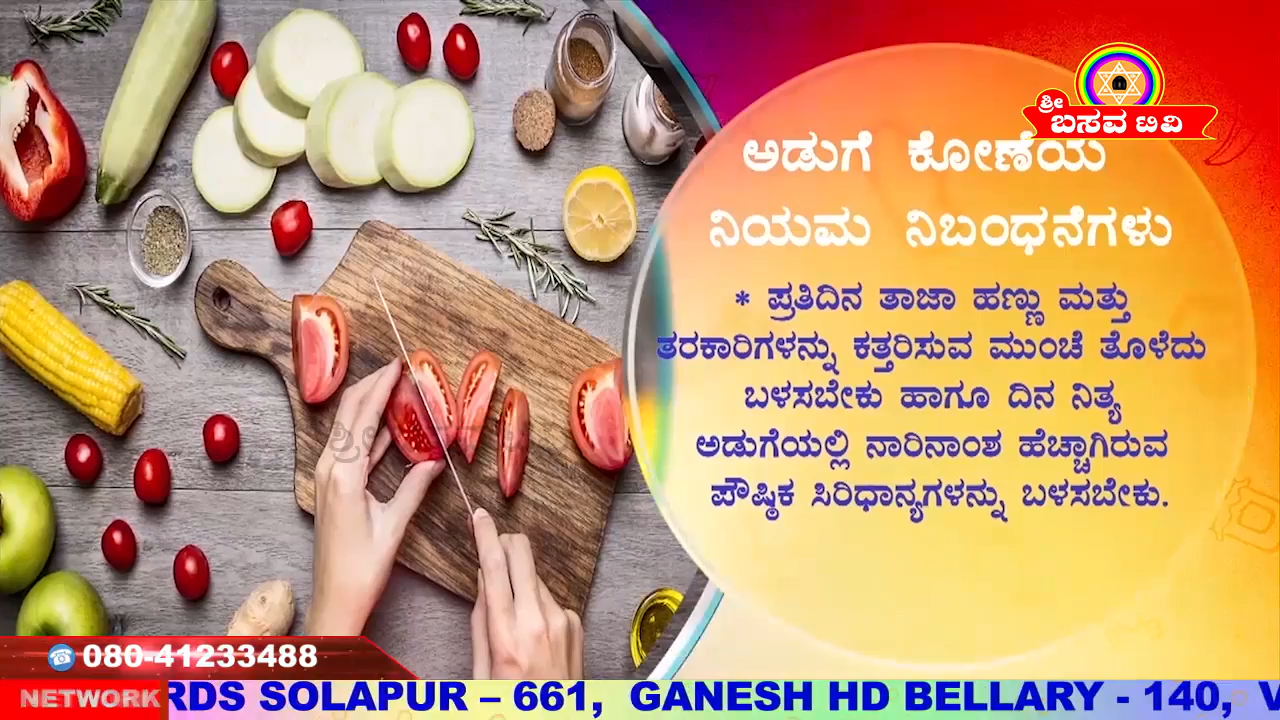 ಶ್ರೀ
ಬಸವ ಟಿವಿ
ಅಡುಗೆ ಕೋಣೆಯ
ನಿಯಮ ನಿಬಂಧನೆಗಳು
* ಪ್ರತಿದಿನ ತಾಜಾ ಹಣ್ಣು ಮತ್ತು
ತರಕಾರಿಗಳನ್ನು ಕತ್ತರಿಸುವ ಮುಂಚೆ ತೊಳೆದು
ಬಳಸಬೇಕು ಹಾಗೂ ದಿನ ನಿತ್ಯ
ಅಡುಗೆಯಲ್ಲಿ ನಾರಿನಾಂಶ ಹೆಚ್ಚಾಗಿರುವ
ಪೌಷ್ಠಿಕ ಸಿರಿಧಾನ್ಯಗಳನ್ನು ಬಳಸಬೇಕು.
080-41233488
NETWORK RDS SOLAPUR – 661, GANESH HD BELLARY - 140, V